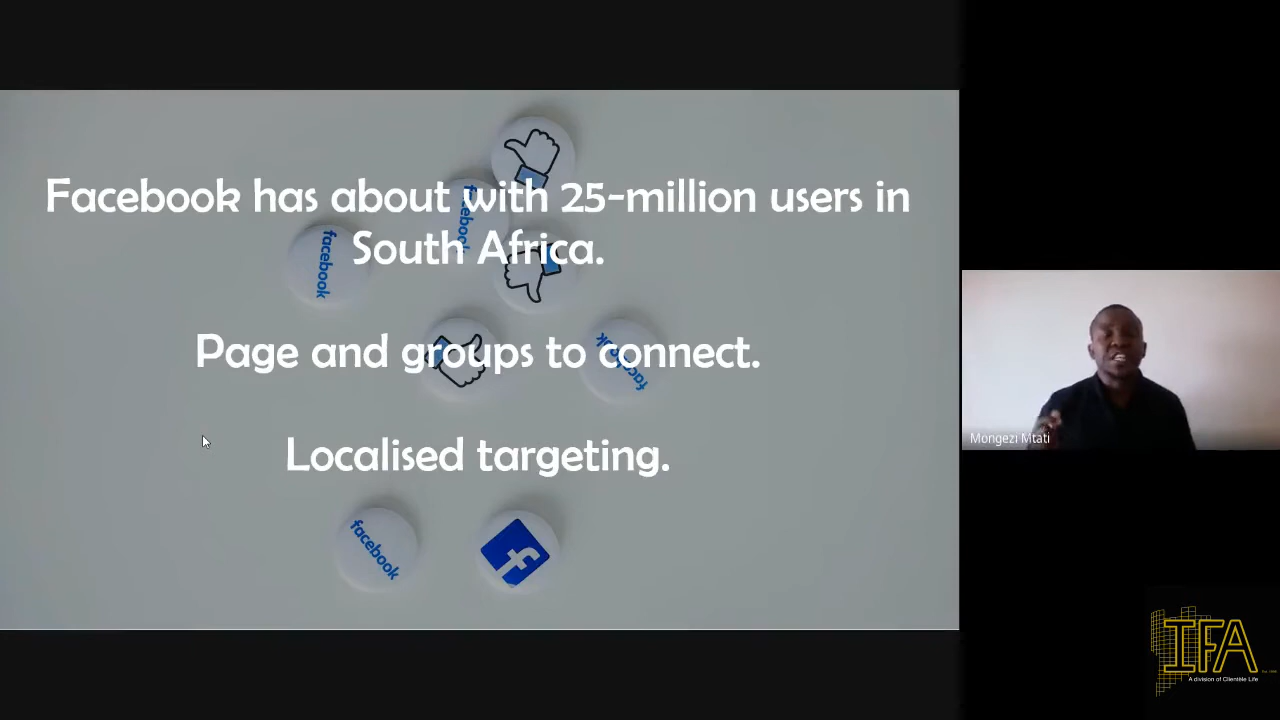 Facebook has about with 25-million users in
South Africa.
Page and groups to connect.
Localised targeting.
facebook
facebook
facebook
facebook
f
Mongezi Mtati
IFA
A division of Clientèle Life